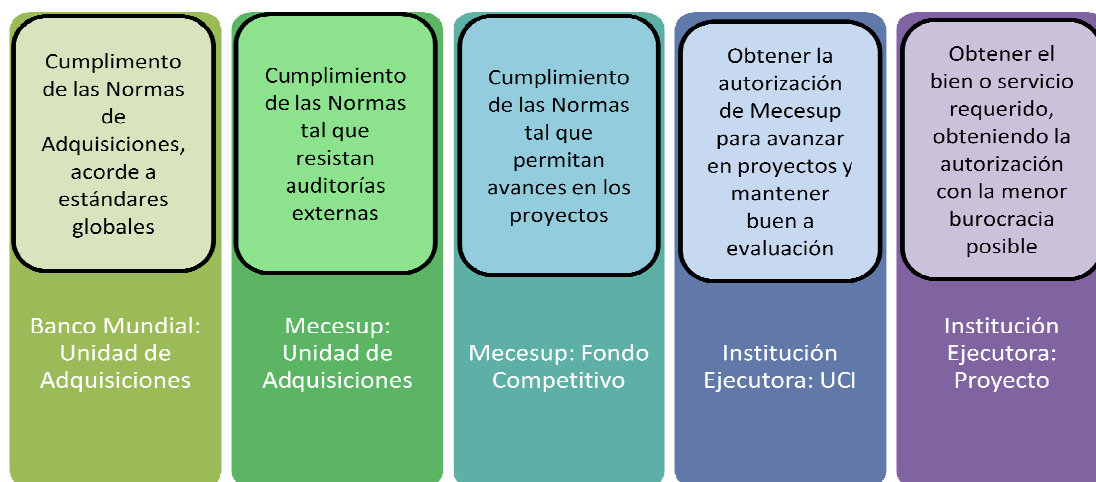 Cumplimento
de las Normas
de
Adquisiciones,
acorde a
estándares
globales
Banco Mundial:
Unidad de
Adquisiciones
Cumplimiento
de las Normas
tal que
resistan
auditorías
externas
Mecesup:
Unidad de
Adquisiciones
Cumplimiento
de las Normas
tal que
permitan
avances en los
proyectos
Mecesup: Fondo
Competitivo
Obtener la
autorización
de Mecesup
para avanzar
en proyectos y
mantener
buen a
evaluación
Institución
Ejecutora: UCI
Obtener el
bien o servicio
requerido,
obteniendo la
autorización
con la menor
burocracia
posible
Institución
Ejecutora:
Proyecto